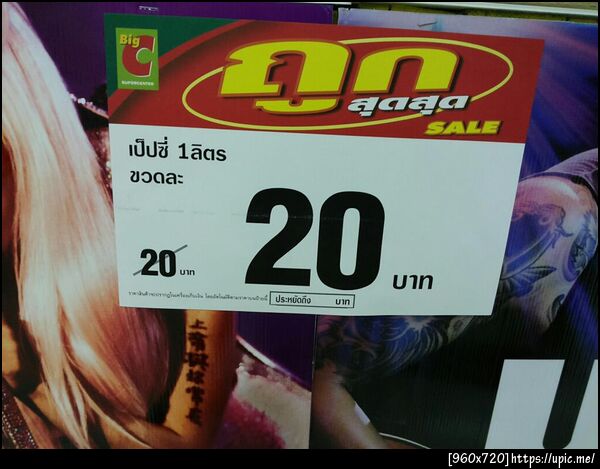 Big C
SUPERCENTER
ถูก
สุดสุด
SALE
เป็ปซี่ 1ลิตร
ขวดละ
20 บาท
20 บาท
ประหยัดถึง บาท
[960x720]https://upic.me/